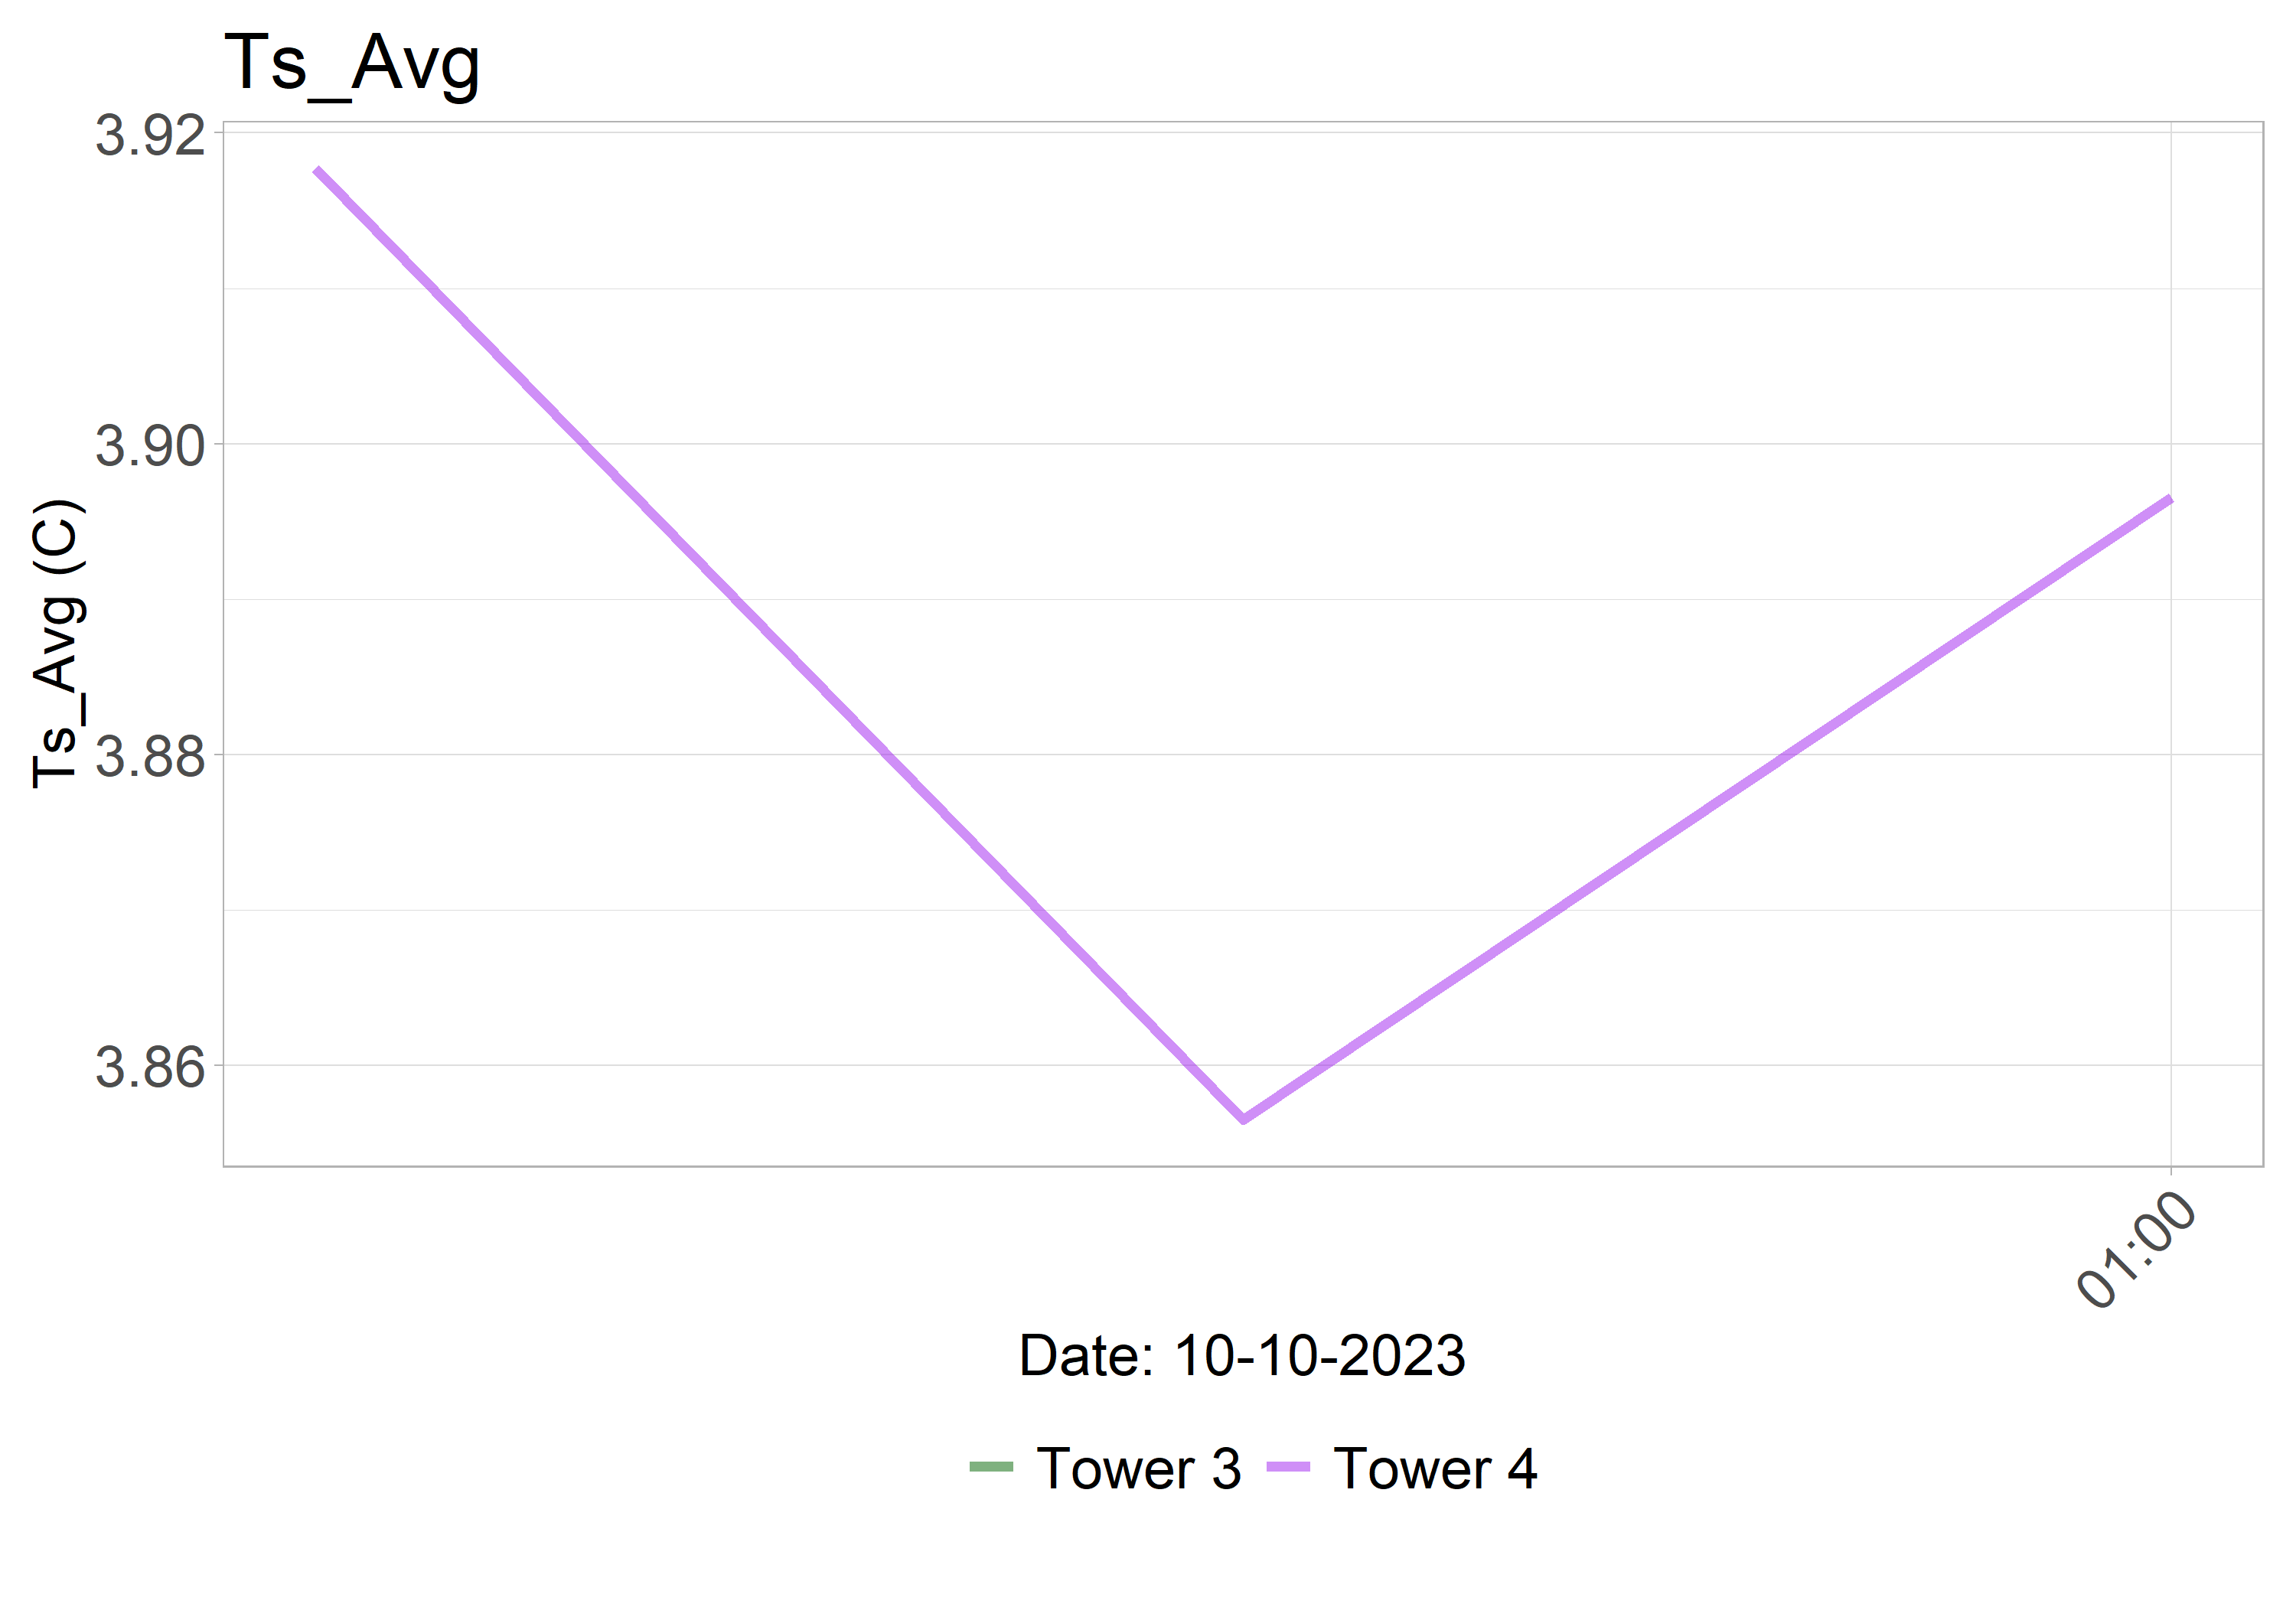 Ts_Avg
3.92
3.90
3.88
3.86
Ts_Avg (C)
01:00
Date: 10-10-2023
Tower 3 Tower 4